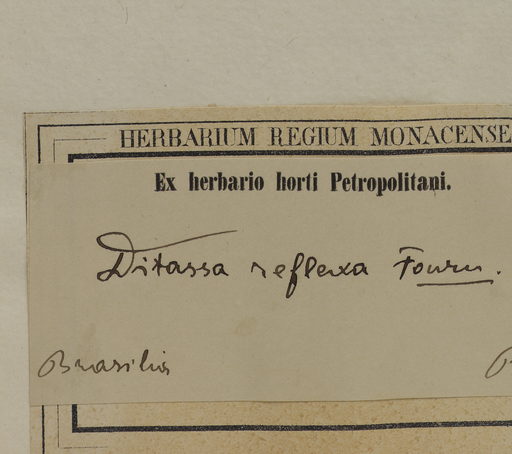 HERBARIUM REGIUM MONACENSE
Ex herbario horti Petropolitani.
Ditassa reflexa Fourn.
Brasilia